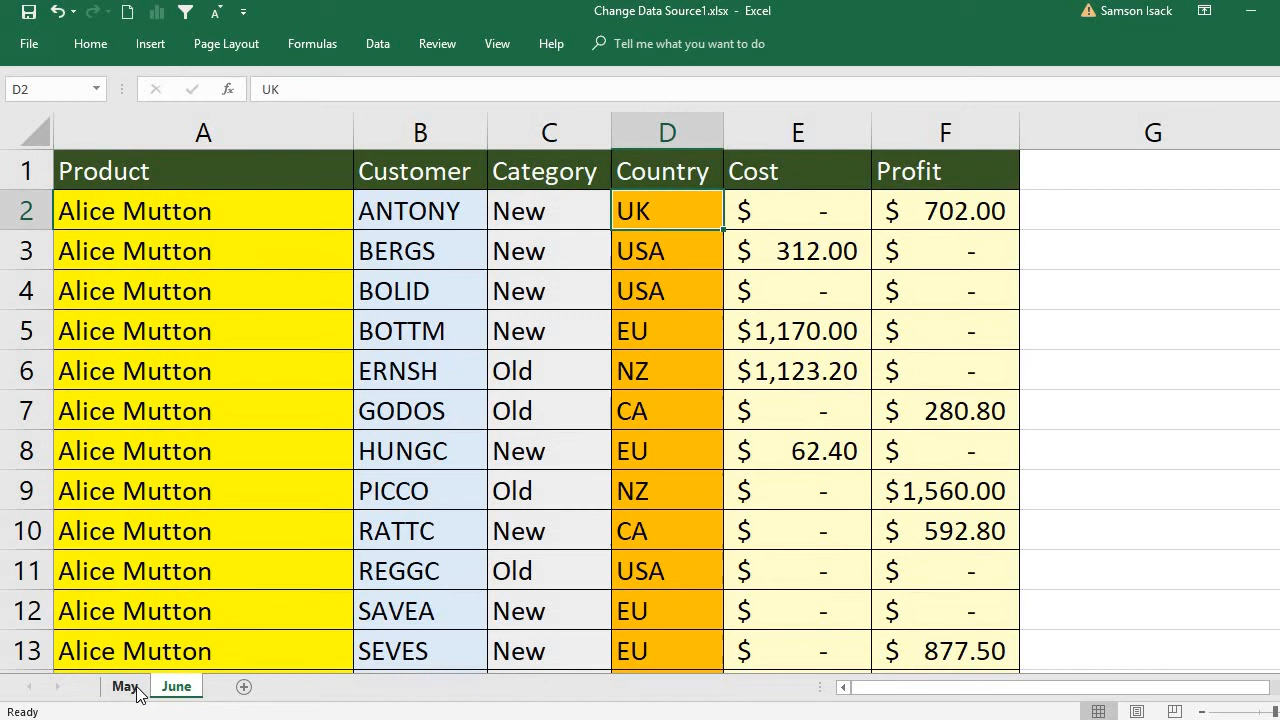 Change Data Source1.xlsx - Excel
Samson Isack
File Home Insert Page Layout Formulas Data Review View Help Tell me what you want to do
D2 fx UK
A B C D E F G
1 Product Customer Category Country Cost Profit
2 Alice Mutton ANTONY New UK $ - $ 702.00
3 Alice Mutton BERGS New USA $ 312.00 $ -
4 Alice Mutton BOLID New USA $ - $ -
5 Alice Mutton BOTTM New EU $1,170.00 $ -
6 Alice Mutton ERNSH Old NZ $1,123.20 $ -
7 Alice Mutton GODOS Old CA $ - $ 280.80
8 Alice Mutton HUNGC New EU $ 62.40 $ -
9 Alice Mutton PICCO Old NZ $ - $1,560.00
10 Alice Mutton RATTC New CA $ - $ 592.80
11 Alice Mutton REGGC Old USA $ - $ -
12 Alice Mutton SAVEA New EU $ - $ -
13 Alice Mutton SEVES New EU $ - $ 877.50
May June
Ready